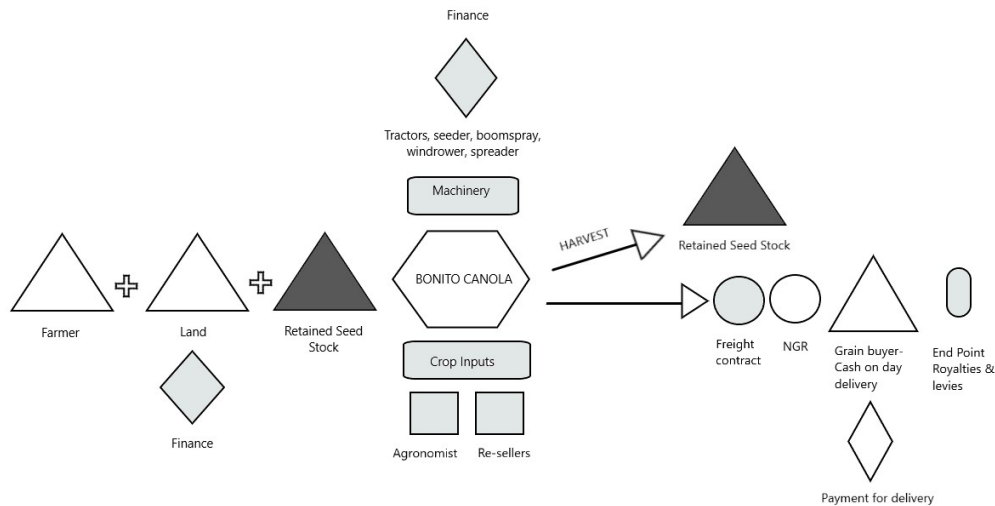 Finance
Tractors, seeder, boomspray,
windrower, spreader
Machinery
BONITO CANOLA
Crop Inputs
Agronomist
Re-sellers
Farmer
Land
Finance
Retained Seed
Stock
HARVEST
Retained Seed Stock
Freight
contract
NGR
Grain buyer-
Cash on day
delivery
Payment for delivery
End Point
Royalties &
levies